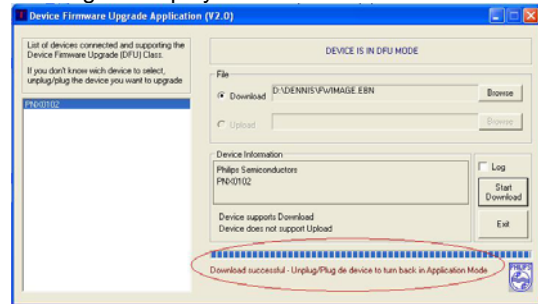 Device Firmware Upgrade Application (V2.0)
List of devices connected and supporting the
Device Firmware Upgrade (DFU) Class.
If you don't know wich device to select,
unplug/plug the device you want to upgrade
PNX0102
DEVICE IS IN DFU MODE
File
Download
D:\DENNIS\FWIMAGE.EBN
Browse
Upload
Browse
Device Information
Philips Semiconductors
PNX0102
Device supports Download
Device does not support Upload
Log
Start
Download
Exit
Download successful - Unplug/Plug de device to turn back in Application Mode
PHILIPS